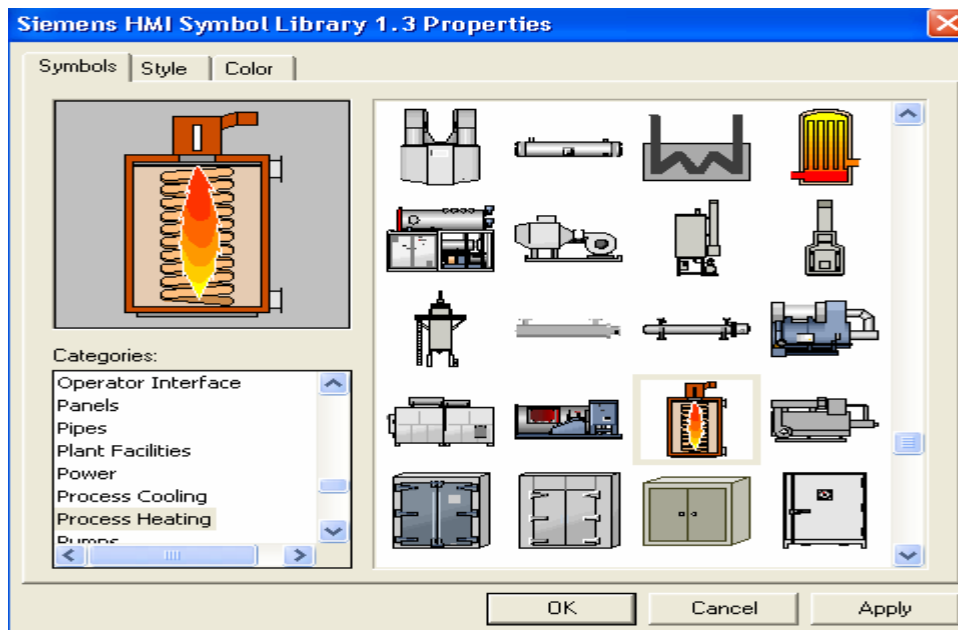 Siemens HMI Symbol Library 1.3 Properties
Symbols
Style
Color
Categories:
Operator Interface
Panels
Pipes
Plant Facilities
Power
Process Cooling
Process Heating
Pumps
OK
Cancel
Apply